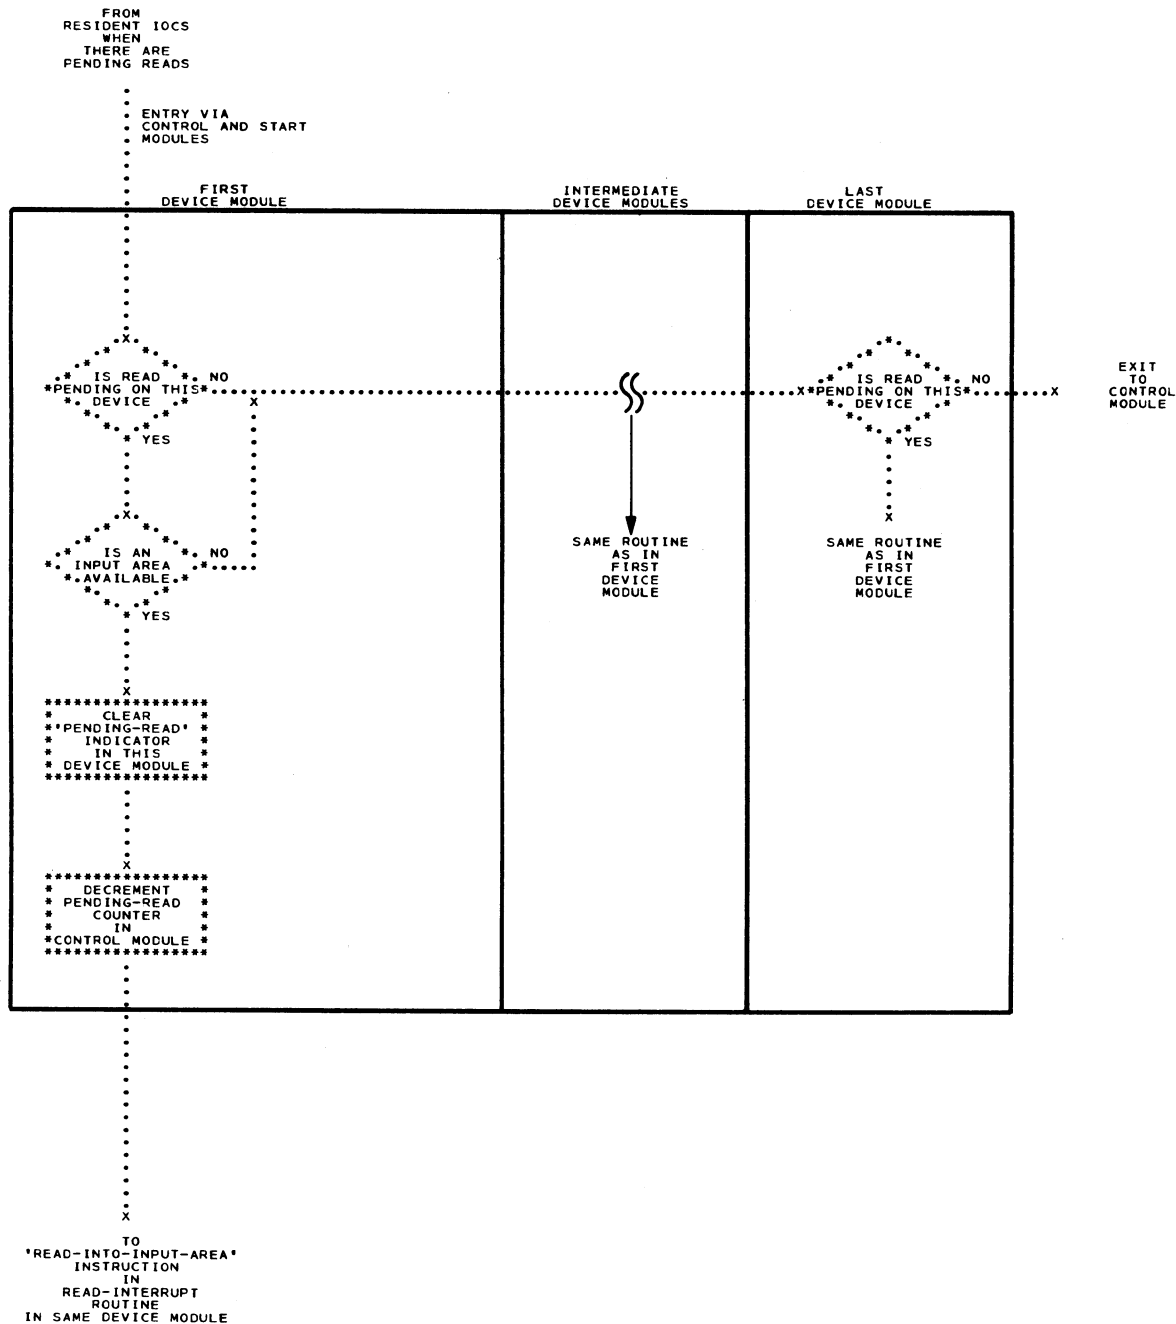 FROM
RESIDENT IOCS
WHEN
THERE ARE
PENDING READS
ENTRY VIA
CONTROL AND START
MODULES
FIRST
DEVICE MODULE
INTERMEDIATE
DEVICE MODULES
LAST
DEVICE MODULE
IS READ
PENDING ON THIS
DEVICE
NO
YES
IS AN
INPUT AREA
AVAILABLE
NO
YES
CLEAR
'PENDING-READ'
INDICATOR
IN THIS
DEVICE MODULE
DECREMENT
PENDING-READ
COUNTER
IN
CONTROL MODULE
TO
'READ-INTO-INPUT-AREA'
INSTRUCTION
IN
READ-INTERRUPT
ROUTINE
IN SAME DEVICE MODULE
SAME ROUTINE
AS IN
FIRST
DEVICE
MODULE
IS READ
PENDING ON THIS
DEVICE
NO
YES
SAME ROUTINE
AS IN
FIRST
DEVICE
MODULE
EXIT
TO
CONTROL
MODULE